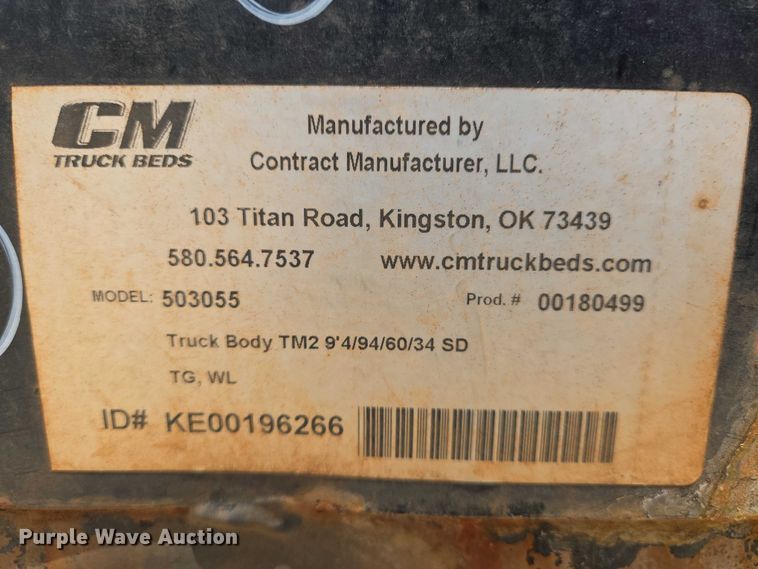 CM
TRUCK BEDS
Manufactured by
Contract Manufacturer, LLC.
103 Titan Road, Kingston, OK 73439
580.564.7537 www.cmtruckbeds.com
MODEL: 503055 Prod. # 00180499
Truck Body TM2 9'4/94/60/34 SD
TG, WL
ID# KE00196266
Purple Wave Auction